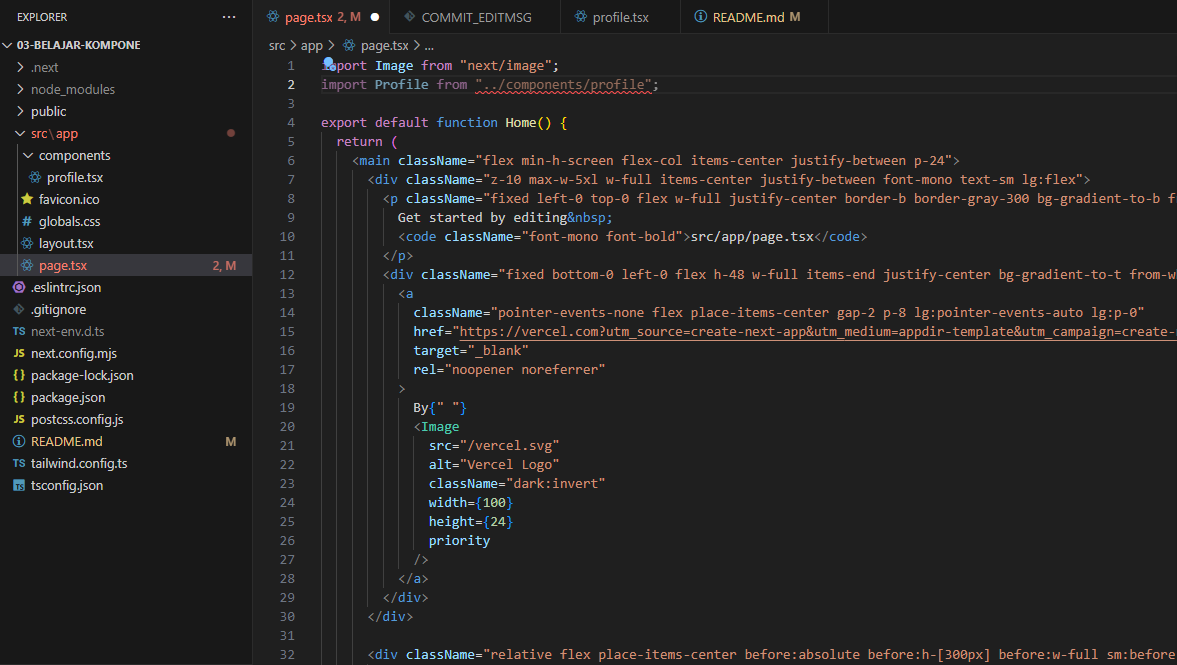 EXPLORER
03-BELAJAR-KOMPONE
.next
node_modules
public
src\app
components
profile.tsx
favicon.ico
globals.css
layout.tsx
page.tsx 2, M
.eslintrc.json
.gitignore
TS next-env.d.ts
JS next.config.mjs
{} package-lock.json
{} package.json
JS postcss.config.js
README.md M
TS tailwind.config.ts
TS tsconfig.json
page.tsx 2, M COMMIT_EDITMSG profile.tsx README.md M
src > app > page.tsx > ...
1 import Image from "next/image";
2 import Profile from "../components/profile";
3
4 export default function Home() {
5 return (
6 <main className="flex min-h-screen flex-col items-center justify-between p-24">
7 <div className="z-10 max-w-5xl w-full items-center justify-between font-mono text-sm lg:flex">
8 <p className="fixed left-0 top-0 flex w-full justify-center border-b border-gray-300 bg-gradient-to-b f
9 Get started by editing&nbsp;
10 <code className="font-mono font-bold">src/app/page.tsx</code>
11 </p>
12 <div className="fixed bottom-0 left-0 flex h-48 w-full items-end justify-center bg-gradient-to-t from-w
13 <a
14 className="pointer-events-none flex place-items-center gap-2 p-8 lg:pointer-events-auto lg:p-0"
15 href="https://vercel.com?utm_source=create-next-app&utm_medium=appdir-template&utm_campaign=create-
16 target="_blank"
17 rel="noopener noreferrer"
18 >
19 By{" "}
20 <Image
21 src="/vercel.svg"
22 alt="Vercel Logo"
23 className="dark:invert"
24 width={100}
25 height={24}
26 priority
27 />
28 </a>
29 </div>
30 </div>
31
32 <div className="relative flex place-items-center before:absolute before:h-[300px] before:w-full sm:before